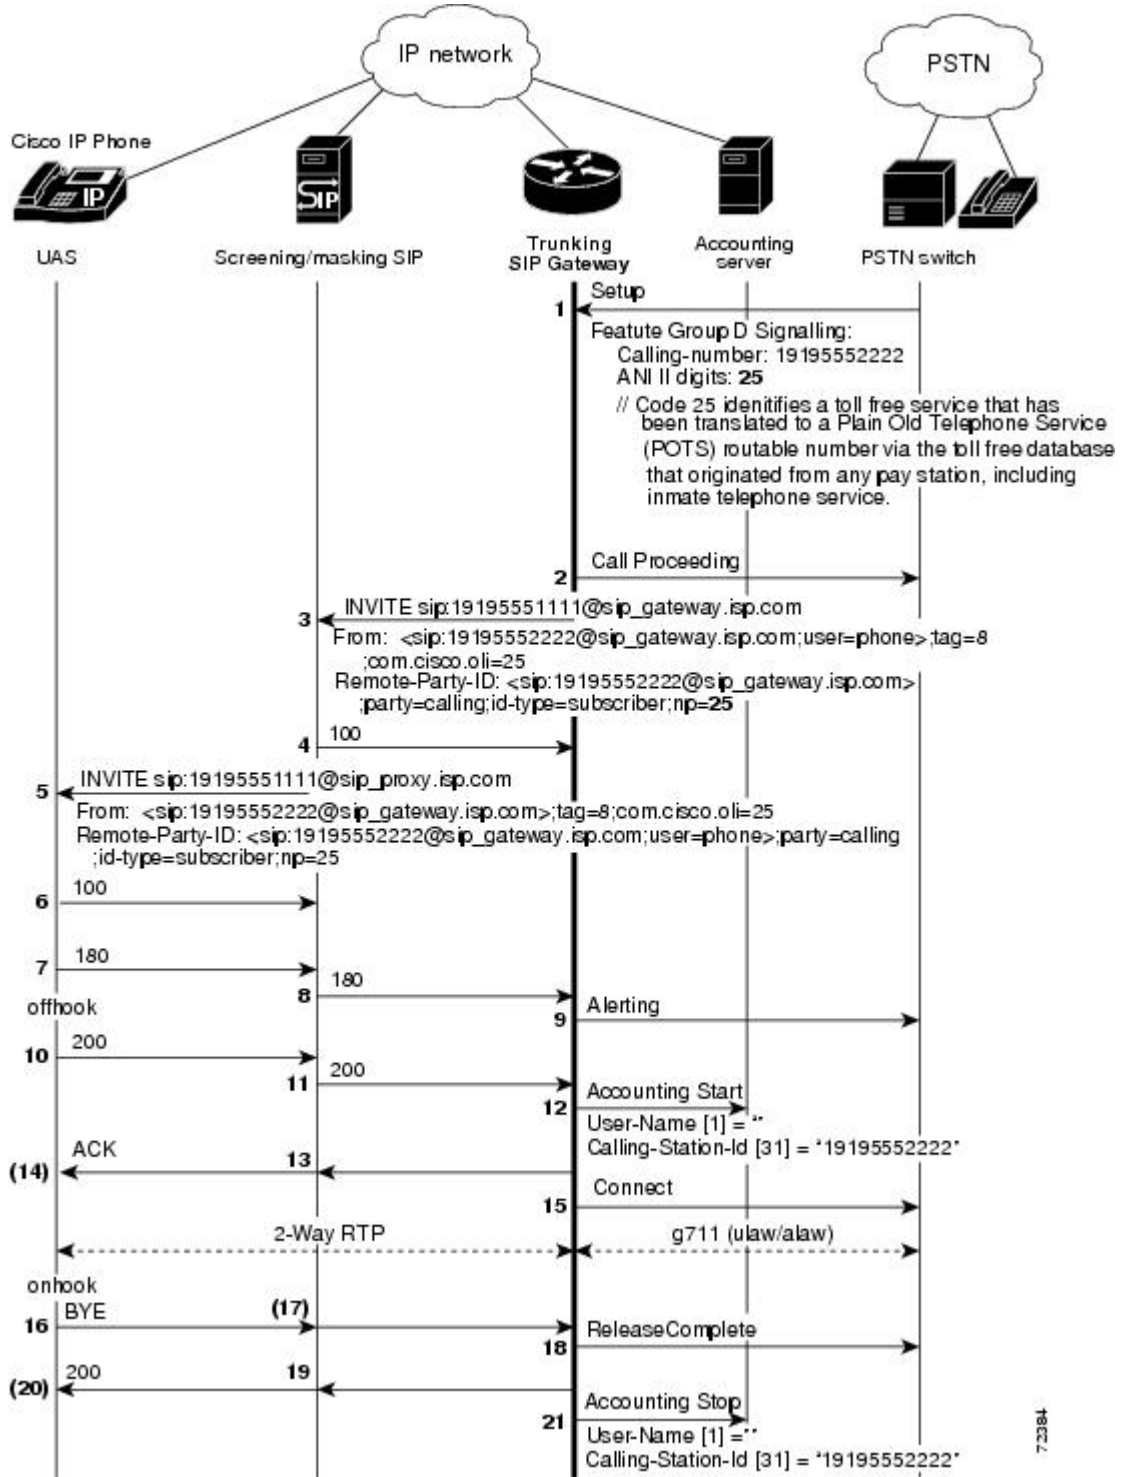 IP network
PSTN
Cisco IP Phone
IP
SIP
UAS
Screening/masking SIP
Trunking
SIP Gateway
Accounting
server
PSTN switch
Setup
1
Featute Group D Signalling:
Calling-number: 19195552222
ANI II digits: 25
// Code 25 idenitifies a toll free service that has
been translated to a Plain Old Telephone Service
(POTS) routable number via the toll free database
that originated from any pay station, including
inmate telephone service.
Call Proceeding
2
INVITE sip:19195551111@sip_gateway.isp.com
3
From: <sip:19195552222@sip_gateway.isp.com;user=phone>;tag=8
;com.cisco.oli=25
Remote-Party-ID: <sip:19195552222@sip_gateway.isp.com>
;party=calling;id-type=subscriber;np=25
4 100
INVITE sip:19195551111@sip_proxy.isp.com
5
From: <sip:19195552222@sip_gateway.isp.com>;tag=8;com.cisco.oli=25
Remote-Party-ID: <sip:19195552222@sip_gateway.isp.com;user=phone>;party=calling
;id-type=subscriber;np=25
6 100
7 180
8 180
offhook
Alerting
9
10 200
11 200
Accounting Start
12
User-Name [1] = “”
Calling-Station-Id [31] = "19195552222"
ACK
(14) 13
Connect
15
2-Way RTP
g711 (ulaw/alaw)
onhook
BYE (17)
16
ReleaseComplete
18
200 19
(20)
Accounting Stop
21
User-Name [1] =""
Calling-Station-Id [31] = "19195552222"
72384